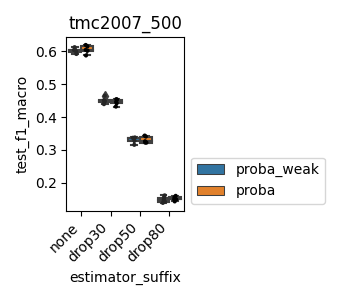 tmc2007_500
test_f1_macro
0.6
0.5
0.4
0.3
0.2
none
drop30
drop50
drop80
estimator_suffix
proba_weak
proba